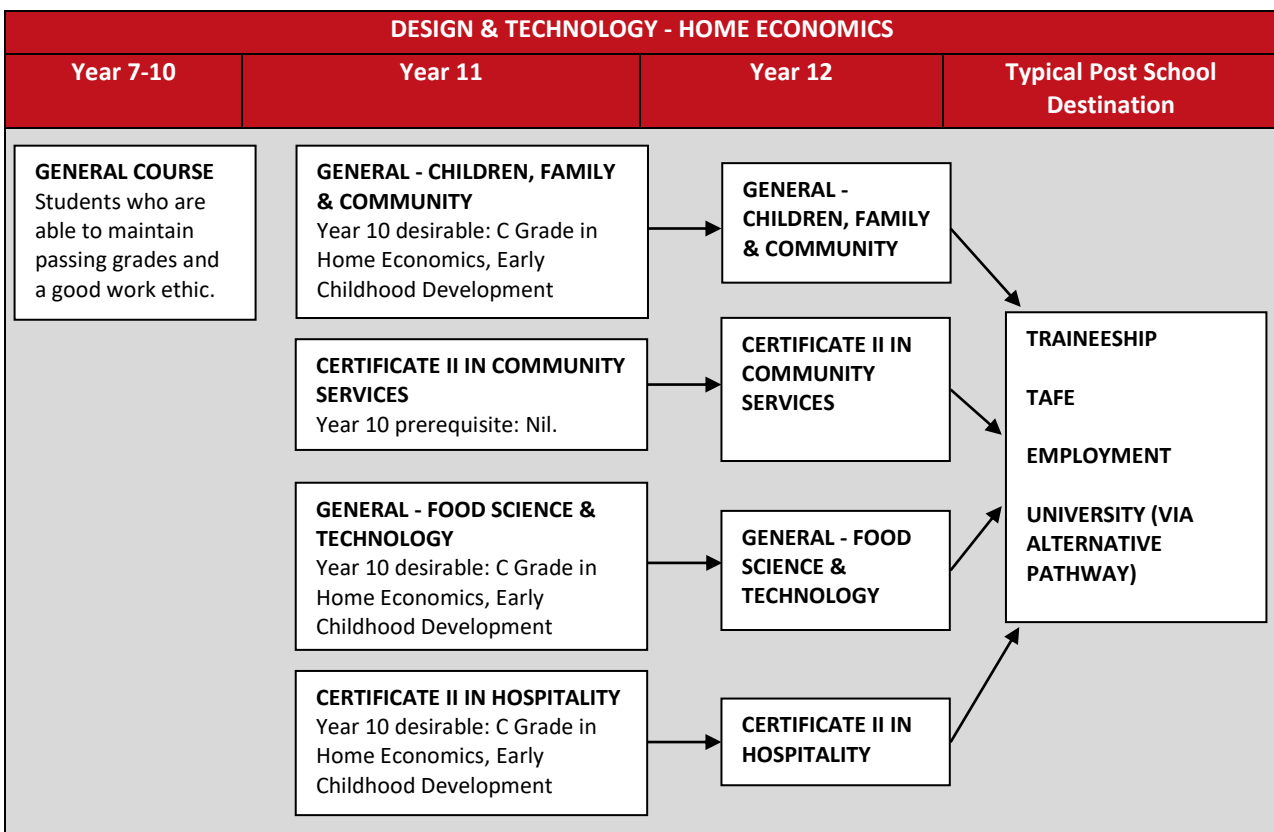 DESIGN & TECHNOLOGY - HOME ECONOMICS
Year 7-10
Year 11
Year 12
Typical Post School
Destination
GENERAL COURSE
Students who are
able to maintain
passing grades and
a good work ethic.
GENERAL - CHILDREN, FAMILY
& COMMUNITY
Year 10 desirable: C Grade in
Home Economics, Early
Childhood Development
CERTIFICATE II IN COMMUNITY
SERVICES
Year 10 prerequisite: Nil.
GENERAL - FOOD SCIENCE &
TECHNOLOGY
Year 10 desirable: C Grade in
Home Economics, Early
Childhood Development
CERTIFICATE II IN HOSPITALITY
Year 10 desirable: C Grade in
Home Economics, Early
Childhood Development
GENERAL -
CHILDREN, FAMILY
& COMMUNITY
CERTIFICATE II IN
COMMUNITY
SERVICES
GENERAL - FOOD
SCIENCE &
TECHNOLOGY
CERTIFICATE II IN
HOSPITALITY
TRAINEESHIP
TAFE
EMPLOYMENT
UNIVERSITY (VIA
ALTERNATIVE
PATHWAY)